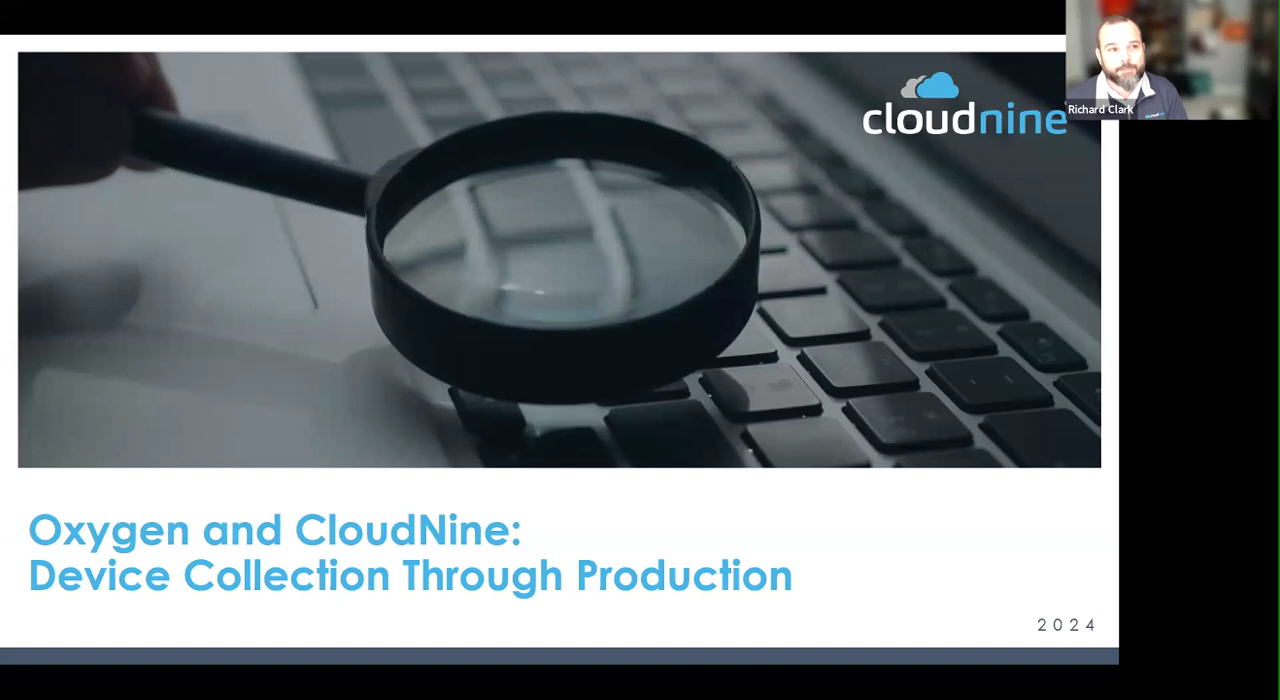 cloudnine
Richard Clark
Oxygen and CloudNine:
Device Collection Through Production
2024